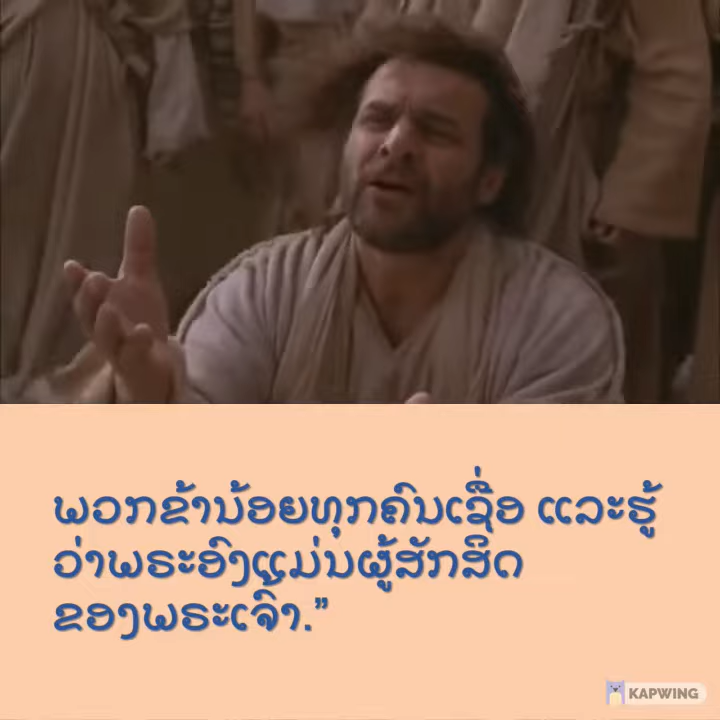 ພວກຂ້ານ້ອຍທຸກຄົນເຊື່ອ ແລະຮູ້
ວ່າພຣະອົງແມ່ນຜູ້ສັກສິດ
ຂອງພຣະເຈົ້າ.”
KAPWING